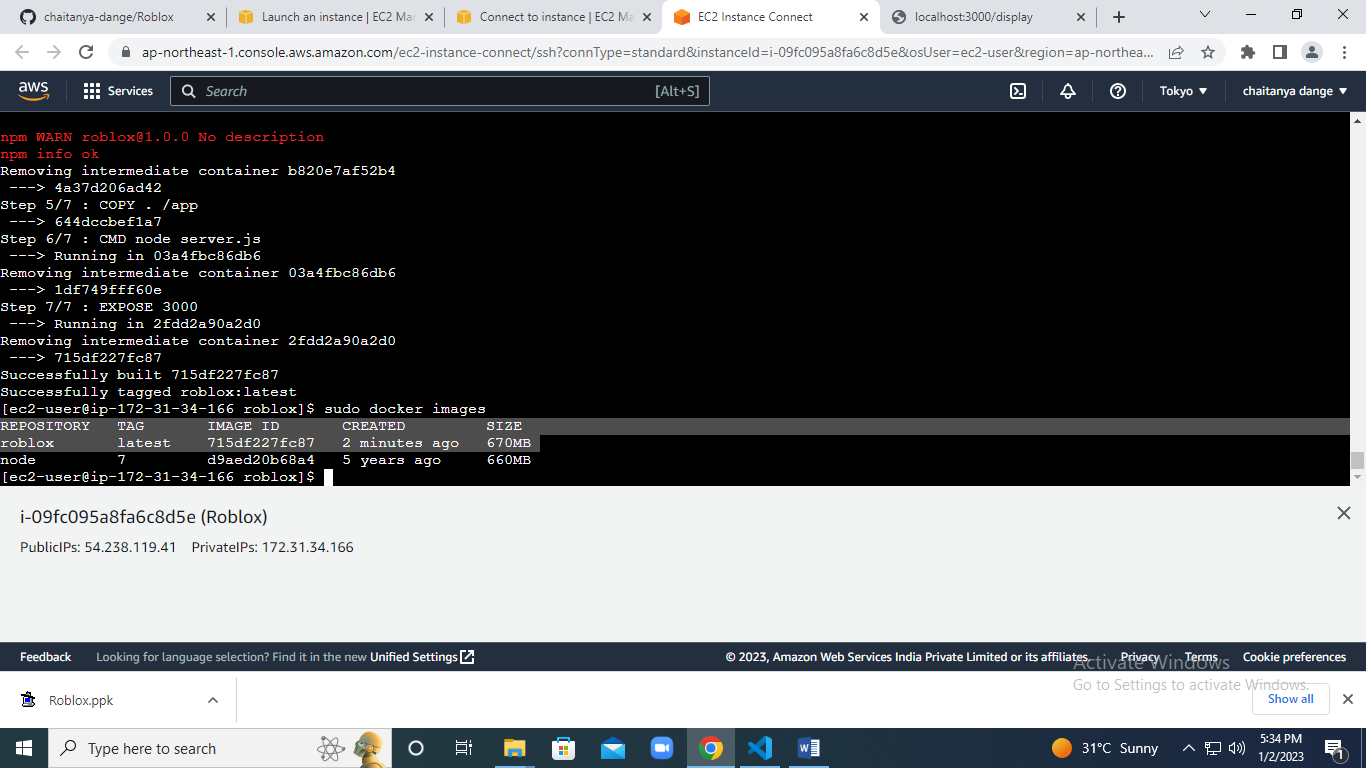 chaitanya-dange/Roblox
Launch an instance | EC2 Mar
Connect to instance | EC2 Ma
EC2 Instance Connect
localhost:3000/display
ap-northeast-1.console.aws.amazon.com/ec2-instance-connect/ssh?connType=standard&instanceId=i-09fc095a8fa6c8d5e&osUser=ec2-user&region=ap-northea...
aws
Services
Search
[Alt+S]
Tokyo
chaitanya dange
npm WARN roblox@1.0.0 No description
npm info ok
Removing intermediate container b820e7af52b4
---> 4a37d206ad42
Step 5/7 : COPY . /app
---> 644dccbef1a7
Step 6/7 : CMD node server.js
---> Running in 03a4fbc86db6
Removing intermediate container 03a4fbc86db6
---> 1df749fff60e
Step 7/7 : EXPOSE 3000
---> Running in 2fdd2a90a2d0
Removing intermediate container 2fdd2a90a2d0
---> 715df227fc87
Successfully built 715df227fc87
Successfully tagged roblox:latest
[ec2-user@ip-172-31-34-166 roblox]$ sudo docker images
REPOSITORY TAG IMAGE ID CREATED SIZE
roblox latest 715df227fc87 2 minutes ago 670MB
node 7 d9aed20b68a4 5 years ago 660MB
[ec2-user@ip-172-31-34-166 roblox]$
i-09fc095a8fa6c8d5e (Roblox)
PublicIPs: 54.238.119.41 PrivateIPs: 172.31.34.166
Feedback
Looking for language selection? Find it in the new Unified Settings
© 2023, Amazon Web Services India Private Limited or its affiliates.
Privacy
Terms
Cookie preferences
Activate Windows
Go to Settings to activate Windows.
Roblox.ppk
Show all
Type here to search
31°C Sunny
5:34 PM
1/2/2023
1